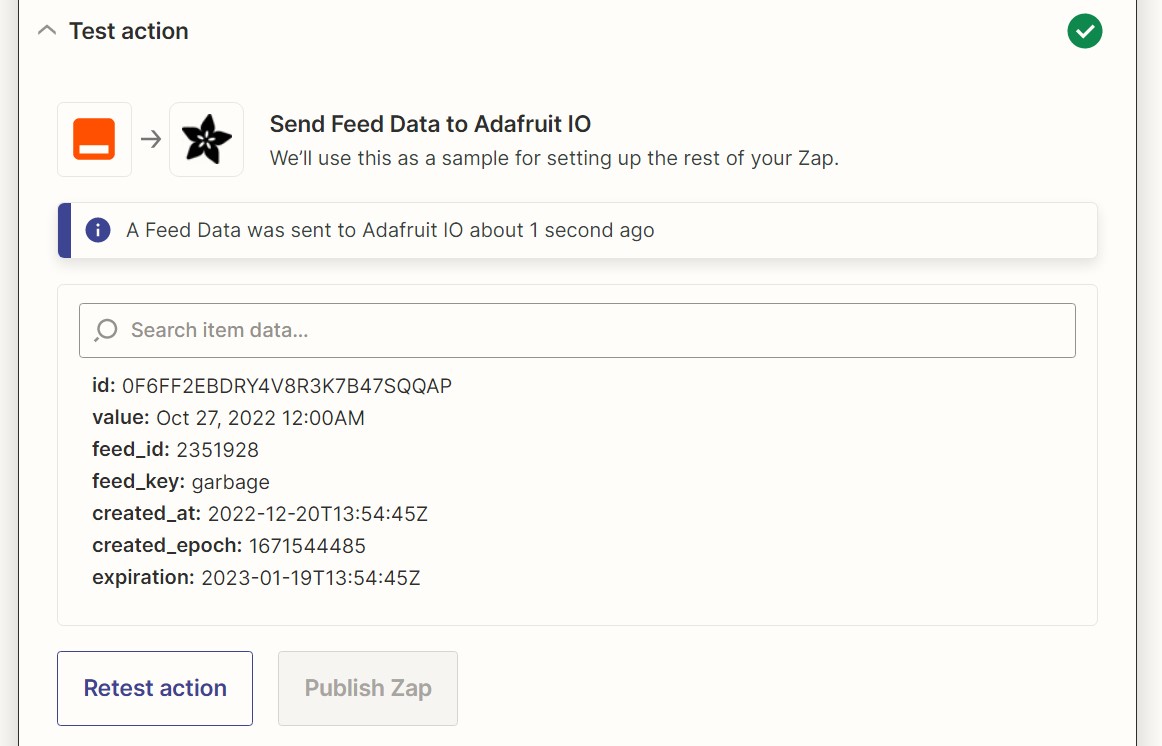 Test action
Send Feed Data to Adafruit IO
We’ll use this as a sample for setting up the rest of your Zap.
A Feed Data was sent to Adafruit IO about 1 second ago
Search item data...
id: 0F6FF2EBDRY4V8R3K7B47SQQAP
value: Oct 27, 2022 12:00AM
feed_id: 2351928
feed_key: garbage
created_at: 2022-12-20T13:54:45Z
created_epoch: 1671544485
expiration: 2023-01-19T13:54:45Z
Retest action
Publish Zap